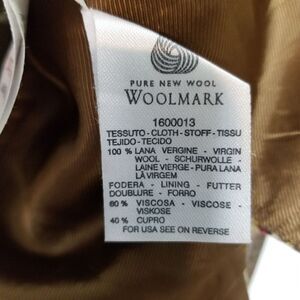 PURE NEW WOOL
WOOLMARK
1600013
TESSUTO - CLOTH - STOFF - TISSU
TEJIDO - TECIDO
100 % LANA VERGINE - VIRGIN
WOOL - SCHURWOLLE -
LAINE VIERGE - PURA LANA
LÃ VIRGEM
FODERA - LINING - FUTTER
DOUBLURE - FORRO
60 % VISCOSA - VISCOSE -
VISKOSE
40 % CUPRO
FOR USA SEE ON REVERSE